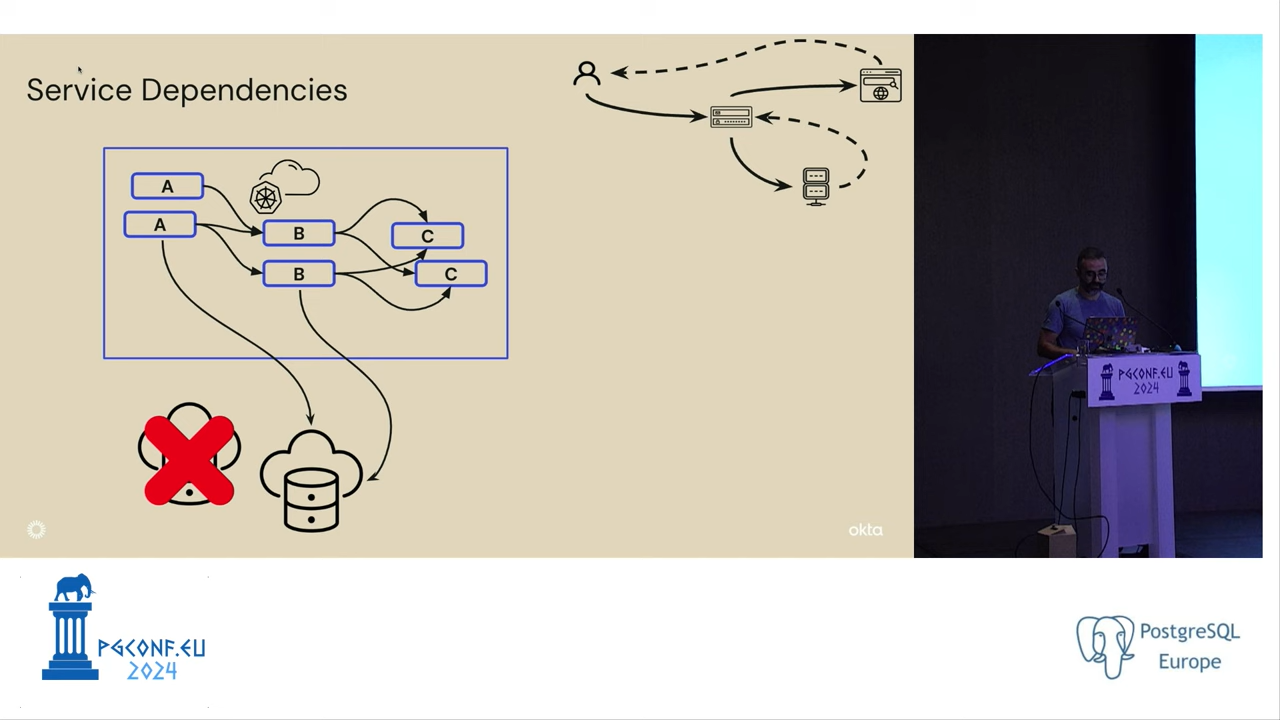 Service Dependencies
A
A
B
B
C
C
okta
PGCONF.EU
2024
PGCONF.EU
2024
PostgreSQL
Europe